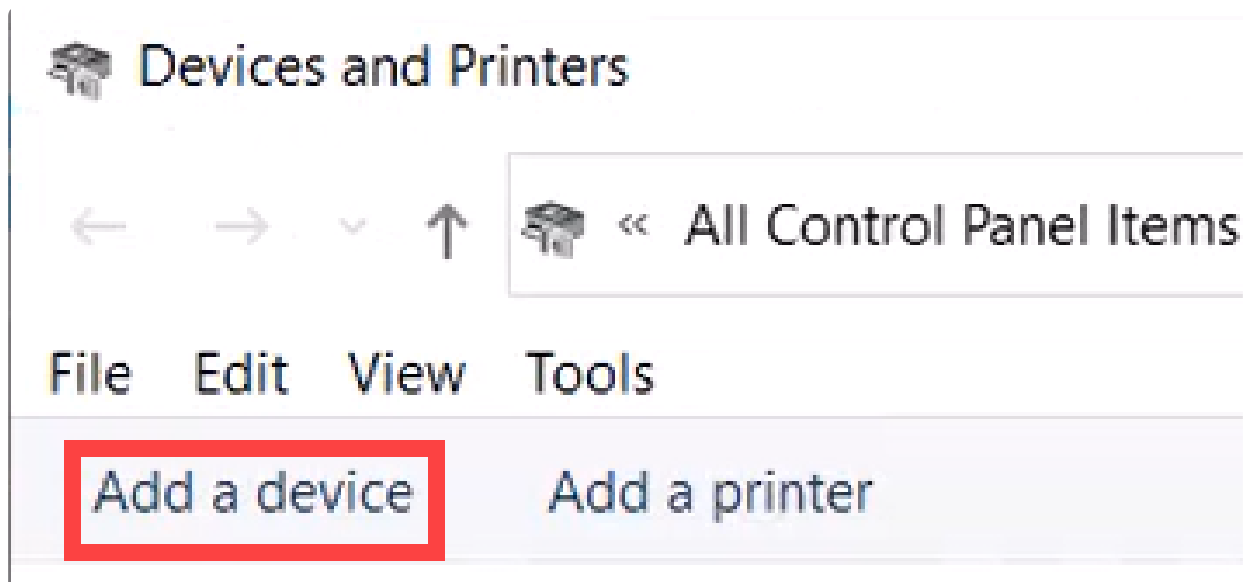 Devices and Printers
« All Control Panel Items
File Edit View Tools
Add a device Add a printer